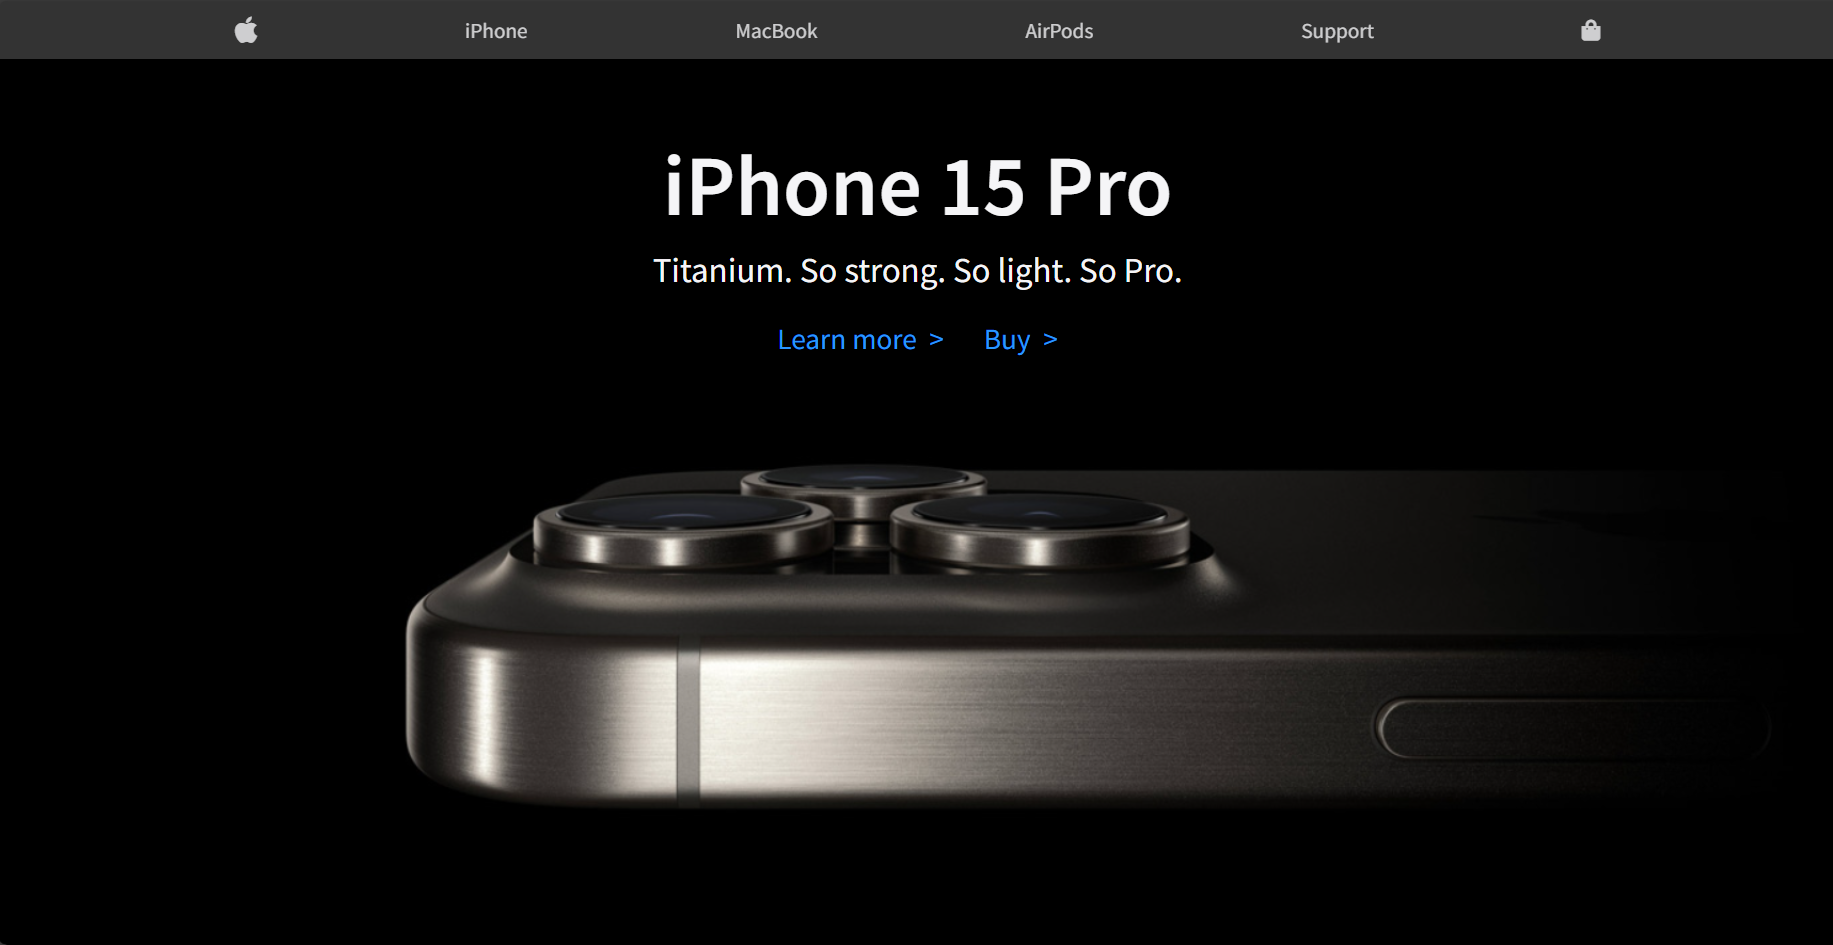 iPhone MacBook AirPods Support
iPhone 15 Pro
Titanium. So strong. So light. So Pro.
Learn more > Buy >